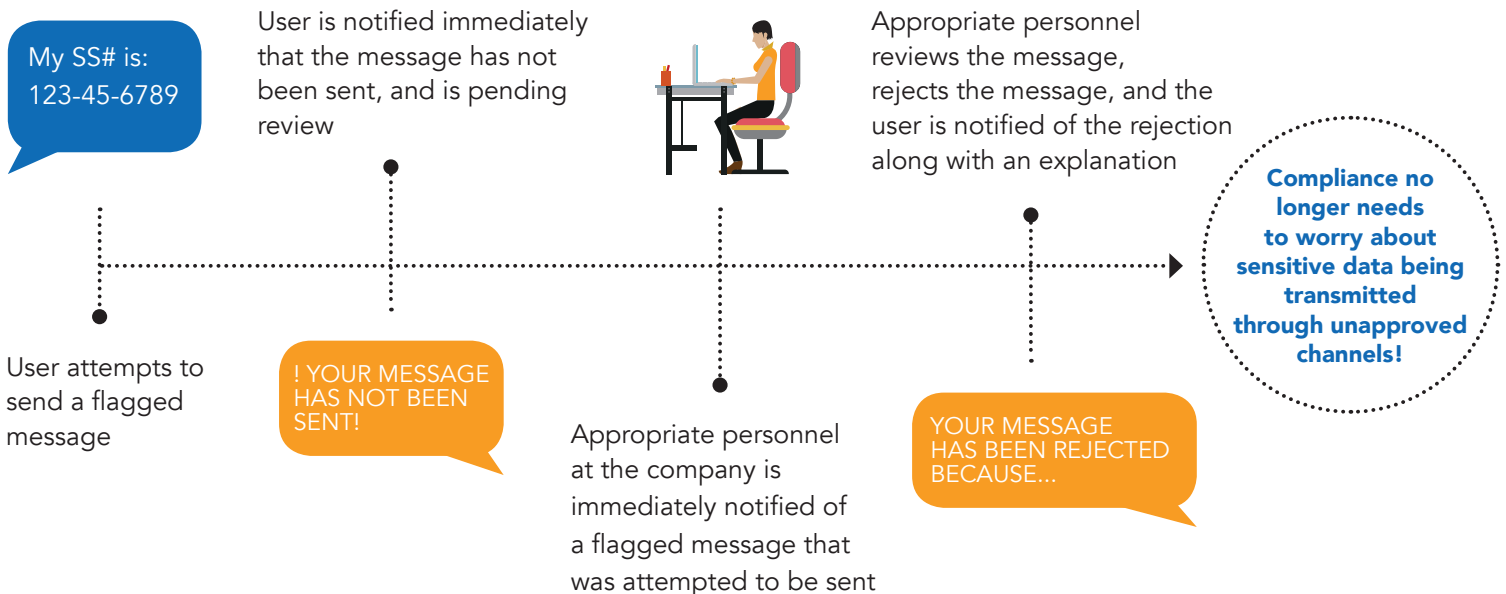 My SS# is:
123-45-6789
User attempts to
send a flagged
message
User is notified immediately
that the message has not
been sent, and is pending
review
! YOUR MESSAGE
HAS NOT BEEN
SENT!
Appropriate personnel
at the company is
immediately notified of
a flagged message that
was attempted to be sent
Appropriate personnel
reviews the message,
rejects the message, and the
user is notified of the rejection
along with an explanation
YOUR MESSAGE
HAS BEEN REJECTED
BECAUSE...
Compliance no
longer needs
to worry about
sensitive data being
transmitted
through unapproved
channels!